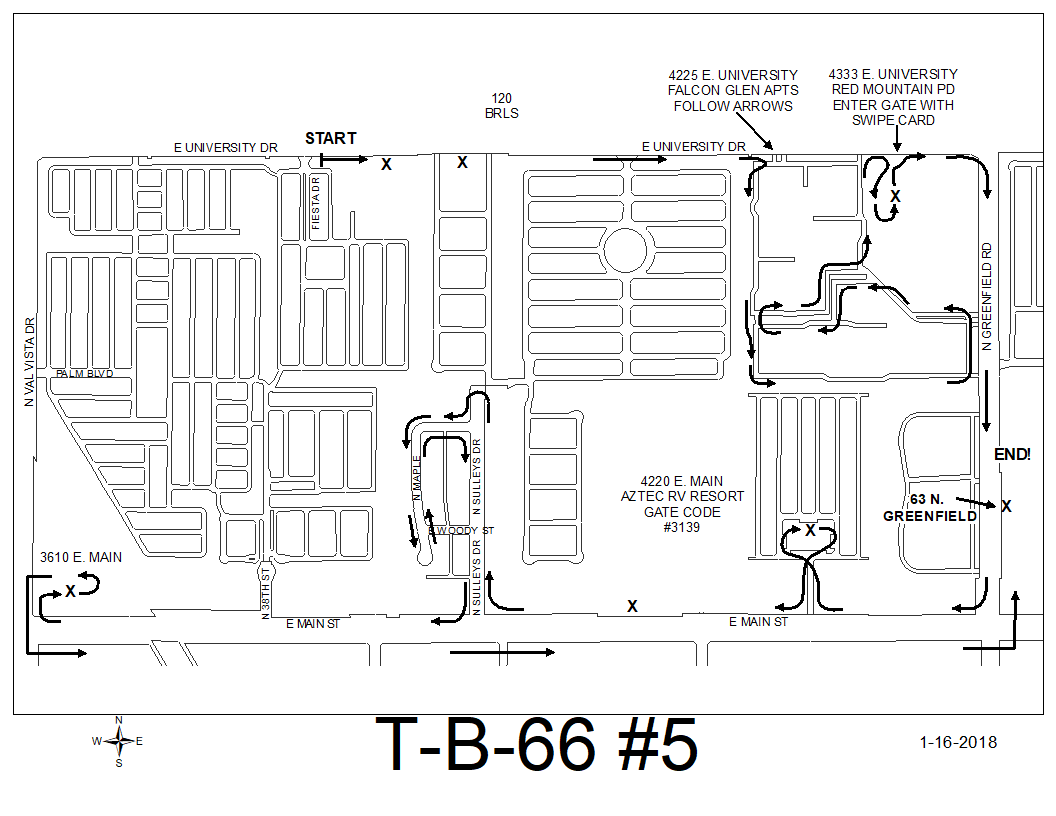 120
BRLS
4225 E. UNIVERSITY
FALCON GLEN APTS
FOLLOW ARROWS
4333 E. UNIVERSITY
RED MOUNTAIN PD
ENTER GATE WITH
SWIPE CARD
START
E UNIVERSITY DR
E UNIVERSITY DR
X
X
X
FIESTA DR
N GREENFIELD RD
N VAL VISTA DR
PALM BLVD
N MAPLE
N SULLEYS DR
END!
4220 E. MAIN
AZTEC RV RESORT
GATE CODE
#3139
63 N.
GREENFIELD
X
X
WOODY ST
3610 E. MAIN
X
N 38TH ST
N SULLEYS DR
X
E MAIN ST
E MAIN ST
N
W E
S
T-B-66 #5
1-16-2018